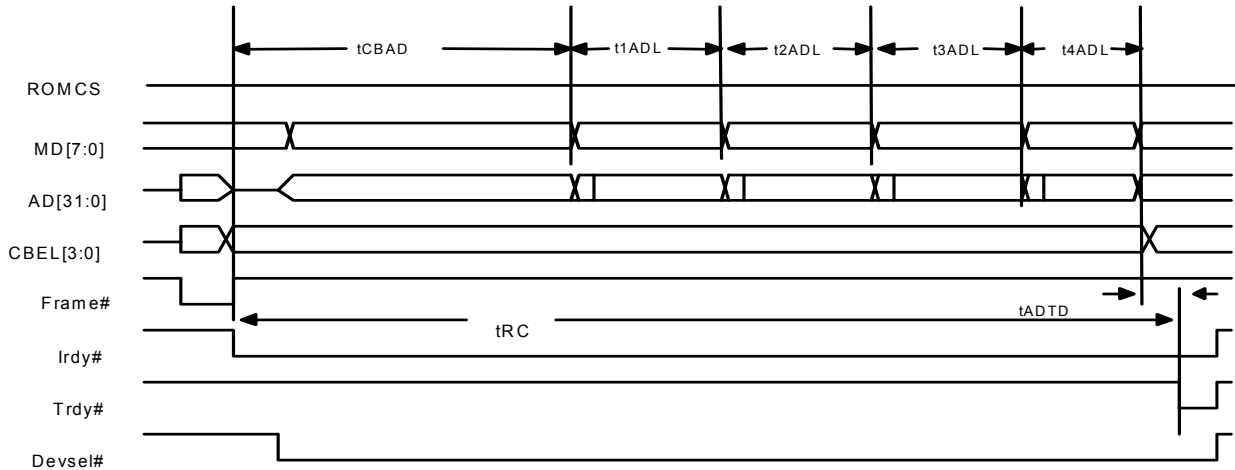 tCBAD t1ADL t2ADL t3ADL t4ADL
ROMCS
MD[7:0]
AD[31:0]
CBEL[3:0]
Frame#
tRC tADTD
Irdy#
Trdy#
Devsel#